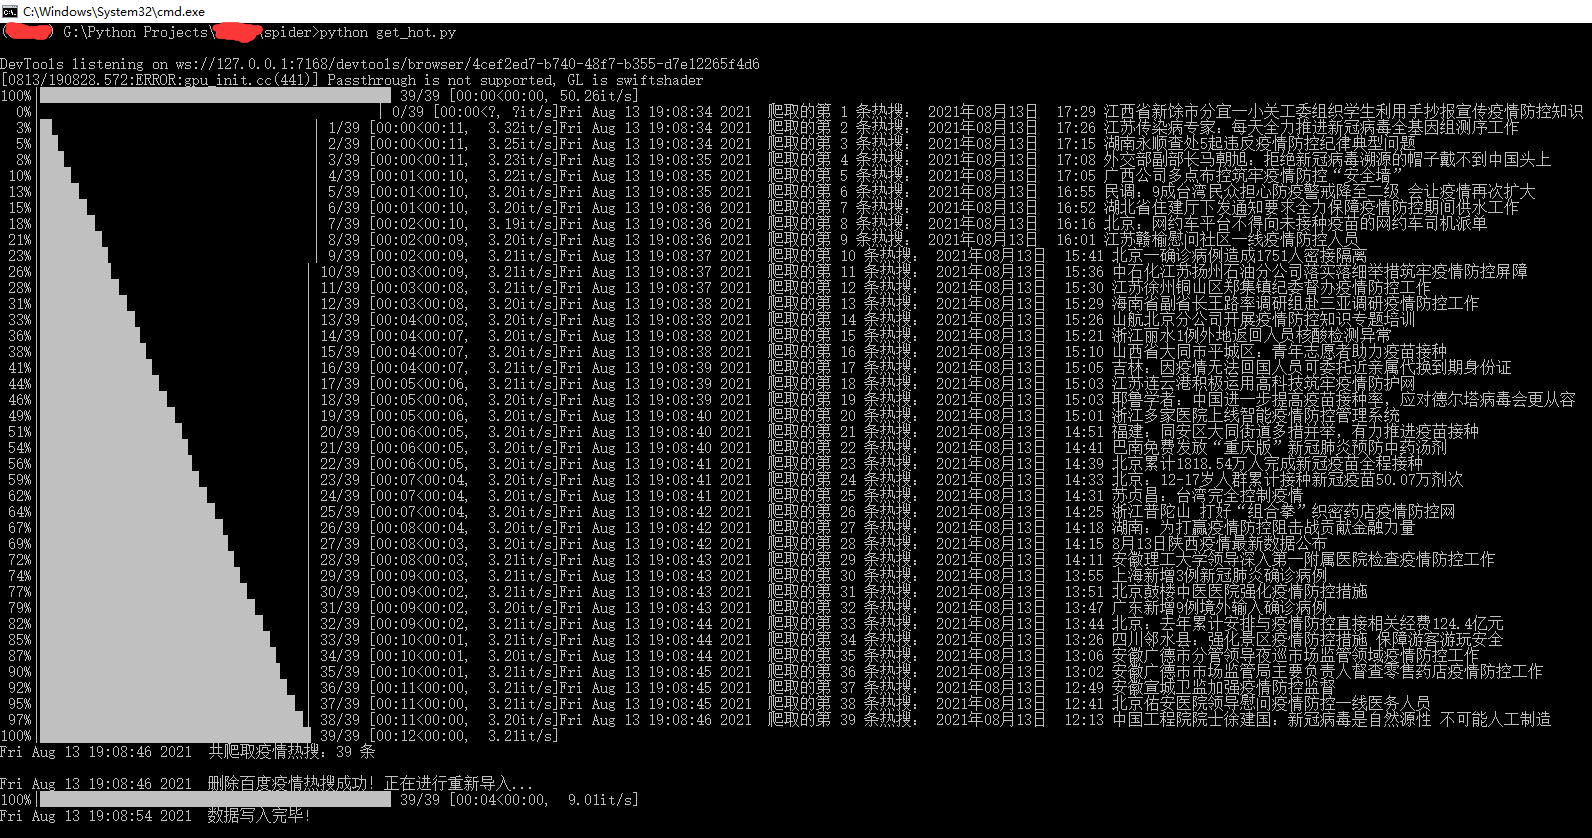 C:\Windows\System32\cmd.exe
( ) G:\Python Projects\ \spider>python get_hot.py
DevTools listening on ws://127.0.0.1:7168/devtools/browser/4cef2ed7-b740-48f7-b355-d7e12265f4d6
[0813/190828.572:ERROR:gpu_init.cc(441)] Passthrough is not supported, GL is swiftshader
100%| 39/39 [00:00<00:00, 50.26it/s]
0%| | 0/39 [00:00<?, ?it/s]Fri Aug 13 19:08:34 2021 爬取的第 1 条热搜： 2021年08月13日 17:29 江西省新馀市分宜一小关工委组织学生利用手抄报宣传疫情防控知识
3%| | 1/39 [00:00<00:11, 3.32it/s]Fri Aug 13 19:08:34 2021 爬取的第 2 条热搜： 2021年08月13日 17:26 江苏传染病专家：每天全力推进新冠病毒全基因组测序工作
5%| | 2/39 [00:00<00:11, 3.25it/s]Fri Aug 13 19:08:34 2021 爬取的第 3 条热搜： 2021年08月13日 17:15 湖南永顺查处5起违反疫情防控纪律典型问题
8%| | 3/39 [00:00<00:11, 3.23it/s]Fri Aug 13 19:08:35 2021 爬取的第 4 条热搜： 2021年08月13日 17:08 外交部副部长马朝旭：拒绝新冠病毒溯源的帽子戴不到中国头上
10%| | 4/39 [00:01<00:10, 3.22it/s]Fri Aug 13 19:08:35 2021 爬取的第 5 条热搜： 2021年08月13日 17:05 广西公司多点布控筑牢疫情防控“安全墙”
13%| | 5/39 [00:01<00:10, 3.20it/s]Fri Aug 13 19:08:35 2021 爬取的第 6 条热搜： 2021年08月13日 16:55 民调：9成台湾民众担心防疫警戒降至二级 会让疫情再次扩大
15%| | 6/39 [00:01<00:10, 3.20it/s]Fri Aug 13 19:08:36 2021 爬取的第 7 条热搜： 2021年08月13日 16:52 湖北省住建厅下发通知要求全力保障疫情防控期间供水工作
18%| | 7/39 [00:02<00:10, 3.19it/s]Fri Aug 13 19:08:36 2021 爬取的第 8 条热搜： 2021年08月13日 16:16 北京：网约车平台不得向未接种疫苗的网约车司机派单
21%| | 8/39 [00:02<00:09, 3.20it/s]Fri Aug 13 19:08:36 2021 爬取的第 9 条热搜： 2021年08月13日 16:01 江苏赣榆慰问社区一线疫情防控人员
23%| | 9/39 [00:02<00:09, 3.21it/s]Fri Aug 13 19:08:37 2021 爬取的第 10 条热搜： 2021年08月13日 15:41 北京一确诊病例造成1751人密接隔离
26%| | 10/39 [00:03<00:09, 3.20it/s]Fri Aug 13 19:08:37 2021 爬取的第 11 条热搜： 2021年08月13日 15:36 中石化江苏扬州石油分公司落实落细举措筑牢疫情防控屏障
28%| | 11/39 [00:03<00:08, 3.21it/s]Fri Aug 13 19:08:37 2021 爬取的第 12 条热搜： 2021年08月13日 15:30 江苏徐州铜山区郑集镇纪委督办疫情防控工作
31%| | 12/39 [00:03<00:08, 3.20it/s]Fri Aug 13 19:08:38 2021 爬取的第 13 条热搜： 2021年08月13日 15:29 海南省副省长王路率调研组赴三亚调研疫情防控工作
33%| | 13/39 [00:04<00:08, 3.20it/s]Fri Aug 13 19:08:38 2021 爬取的第 14 条热搜： 2021年08月13日 15:26 山航北京分公司开展疫情防控知识专题培训
36%| | 14/39 [00:04<00:07, 3.20it/s]Fri Aug 13 19:08:38 2021 爬取的第 15 条热搜： 2021年08月13日 15:21 浙江丽水1例外地返回人员核酸检测异常
38%| | 15/39 [00:04<00:07, 3.20it/s]Fri Aug 13 19:08:38 2021 爬取的第 16 条热搜： 2021年08月13日 15:10 山西省大同市平城区：青年志愿者助力疫苗接种
41%| | 16/39 [00:04<00:07, 3.21it/s]Fri Aug 13 19:08:39 2021 爬取的第 17 条热搜： 2021年08月13日 15:05 吉林：因疫情无法回国人员可委托近亲属代换到期身份证
44%| | 17/39 [00:05<00:06, 3.21it/s]Fri Aug 13 19:08:39 2021 爬取的第 18 条热搜： 2021年08月13日 15:03 江苏连云港积极运用高科技筑牢疫情防护网
46%| | 18/39 [00:05<00:06, 3.20it/s]Fri Aug 13 19:08:39 2021 爬取的第 19 条热搜： 2021年08月13日 15:03 耶鲁学者：中国进一步提高疫苗接种率，应对德尔塔病毒会更从容
49%| | 19/39 [00:05<00:06, 3.20it/s]Fri Aug 13 19:08:40 2021 爬取的第 20 条热搜： 2021年08月13日 15:01 浙江多家医院上线智能疫情防控管理系统
51%| | 20/39 [00:06<00:05, 3.20it/s]Fri Aug 13 19:08:40 2021 爬取的第 21 条热搜： 2021年08月13日 14:51 福建：同安区大同街道多措并举，有力推进疫苗接种
54%| | 21/39 [00:06<00:05, 3.20it/s]Fri Aug 13 19:08:40 2021 爬取的第 22 条热搜： 2021年08月13日 14:41 巴南免费发放“重庆版”新冠肺炎预防中药汤剂
56%| | 22/39 [00:06<00:05, 3.20it/s]Fri Aug 13 19:08:41 2021 爬取的第 23 条热搜： 2021年08月13日 14:39 北京累计1818.54万人完成新冠疫苗全程接种
59%| | 23/39 [00:07<00:04, 3.20it/s]Fri Aug 13 19:08:41 2021 爬取的第 24 条热搜： 2021年08月13日 14:33 北京：12-17岁人群累计接种新冠疫苗50.07万剂次
62%| | 24/39 [00:07<00:04, 3.20it/s]Fri Aug 13 19:08:41 2021 爬取的第 25 条热搜： 2021年08月13日 14:31 苏贞昌：台湾完全控制疫情
64%| | 25/39 [00:07<00:04, 3.20it/s]Fri Aug 13 19:08:42 2021 爬取的第 26 条热搜： 2021年08月13日 14:25 浙江普陀山 打好“组合拳”织密药店疫情防控网
67%| | 26/39 [00:08<00:04, 3.20it/s]Fri Aug 13 19:08:42 2021 爬取的第 27 条热搜： 2021年08月13日 14:18 湖南：为打赢疫情防控阻击战贡献金融力量
69%| | 27/39 [00:08<00:03, 3.20it/s]Fri Aug 13 19:08:42 2021 爬取的第 28 条热搜： 2021年08月13日 14:15 8月13日陕西疫情最新数据公布
72%| | 28/39 [00:08<00:03, 3.21it/s]Fri Aug 13 19:08:43 2021 爬取的第 29 条热搜： 2021年08月13日 14:11 安徽理工大学领导深入第一附属医院检查疫情防控工作
74%| | 29/39 [00:09<00:03, 3.21it/s]Fri Aug 13 19:08:43 2021 爬取的第 30 条热搜： 2021年08月13日 13:55 上海新增3例新冠肺炎确诊病例
77%| | 30/39 [00:09<00:02, 3.21it/s]Fri Aug 13 19:08:43 2021 爬取的第 31 条热搜： 2021年08月13日 13:51 北京鼓楼中医医院强化疫情防控措施
79%| | 31/39 [00:09<00:02, 3.20it/s]Fri Aug 13 19:08:43 2021 爬取的第 32 条热搜： 2021年08月13日 13:47 广东新增9例境外输入确诊病例
82%| | 32/39 [00:09<00:02, 3.21it/s]Fri Aug 13 19:08:44 2021 爬取的第 33 条热搜： 2021年08月13日 13:44 北京：去年累计安排与疫情防控直接相关经费124.4亿元
85%| | 33/39 [00:10<00:01, 3.21it/s]Fri Aug 13 19:08:44 2021 爬取的第 34 条热搜： 2021年08月13日 13:26 四川邻水县：强化景区疫情防控措施 保障游客游玩安全
87%| | 34/39 [00:10<00:01, 3.20it/s]Fri Aug 13 19:08:44 2021 爬取的第 35 条热搜： 2021年08月13日 13:06 安徽广德市分管领导夜巡市场监管领域疫情防控工作
90%| | 35/39 [00:10<00:01, 3.21it/s]Fri Aug 13 19:08:45 2021 爬取的第 36 条热搜： 2021年08月13日 13:02 安徽广德市市场监管局主要负责人督查零售药店疫情防控工作
92%| | 36/39 [00:11<00:00, 3.21it/s]Fri Aug 13 19:08:45 2021 爬取的第 37 条热搜： 2021年08月13日 12:49 安徽宣城卫监加强疫情防控监督
95%| | 37/39 [00:11<00:00, 3.21it/s]Fri Aug 13 19:08:45 2021 爬取的第 38 条热搜： 2021年08月13日 12:41 北京佑安医院领导慰问疫情防控一线医务人员
97%| | 38/39 [00:11<00:00, 3.20it/s]Fri Aug 13 19:08:46 2021 爬取的第 39 条热搜： 2021年08月13日 12:13 中国工程院院士徐建国：新冠病毒是自然源性 不可能人工制造
100%| 39/39 [00:12<00:00, 3.21it/s]
Fri Aug 13 19:08:46 2021 共爬取疫情热搜：39 条
Fri Aug 13 19:08:46 2021 删除百度疫情热搜成功！正在进行重新导入...
100%| 39/39 [00:04<00:00, 9.01it/s]
Fri Aug 13 19:08:54 2021 数据写入完毕！